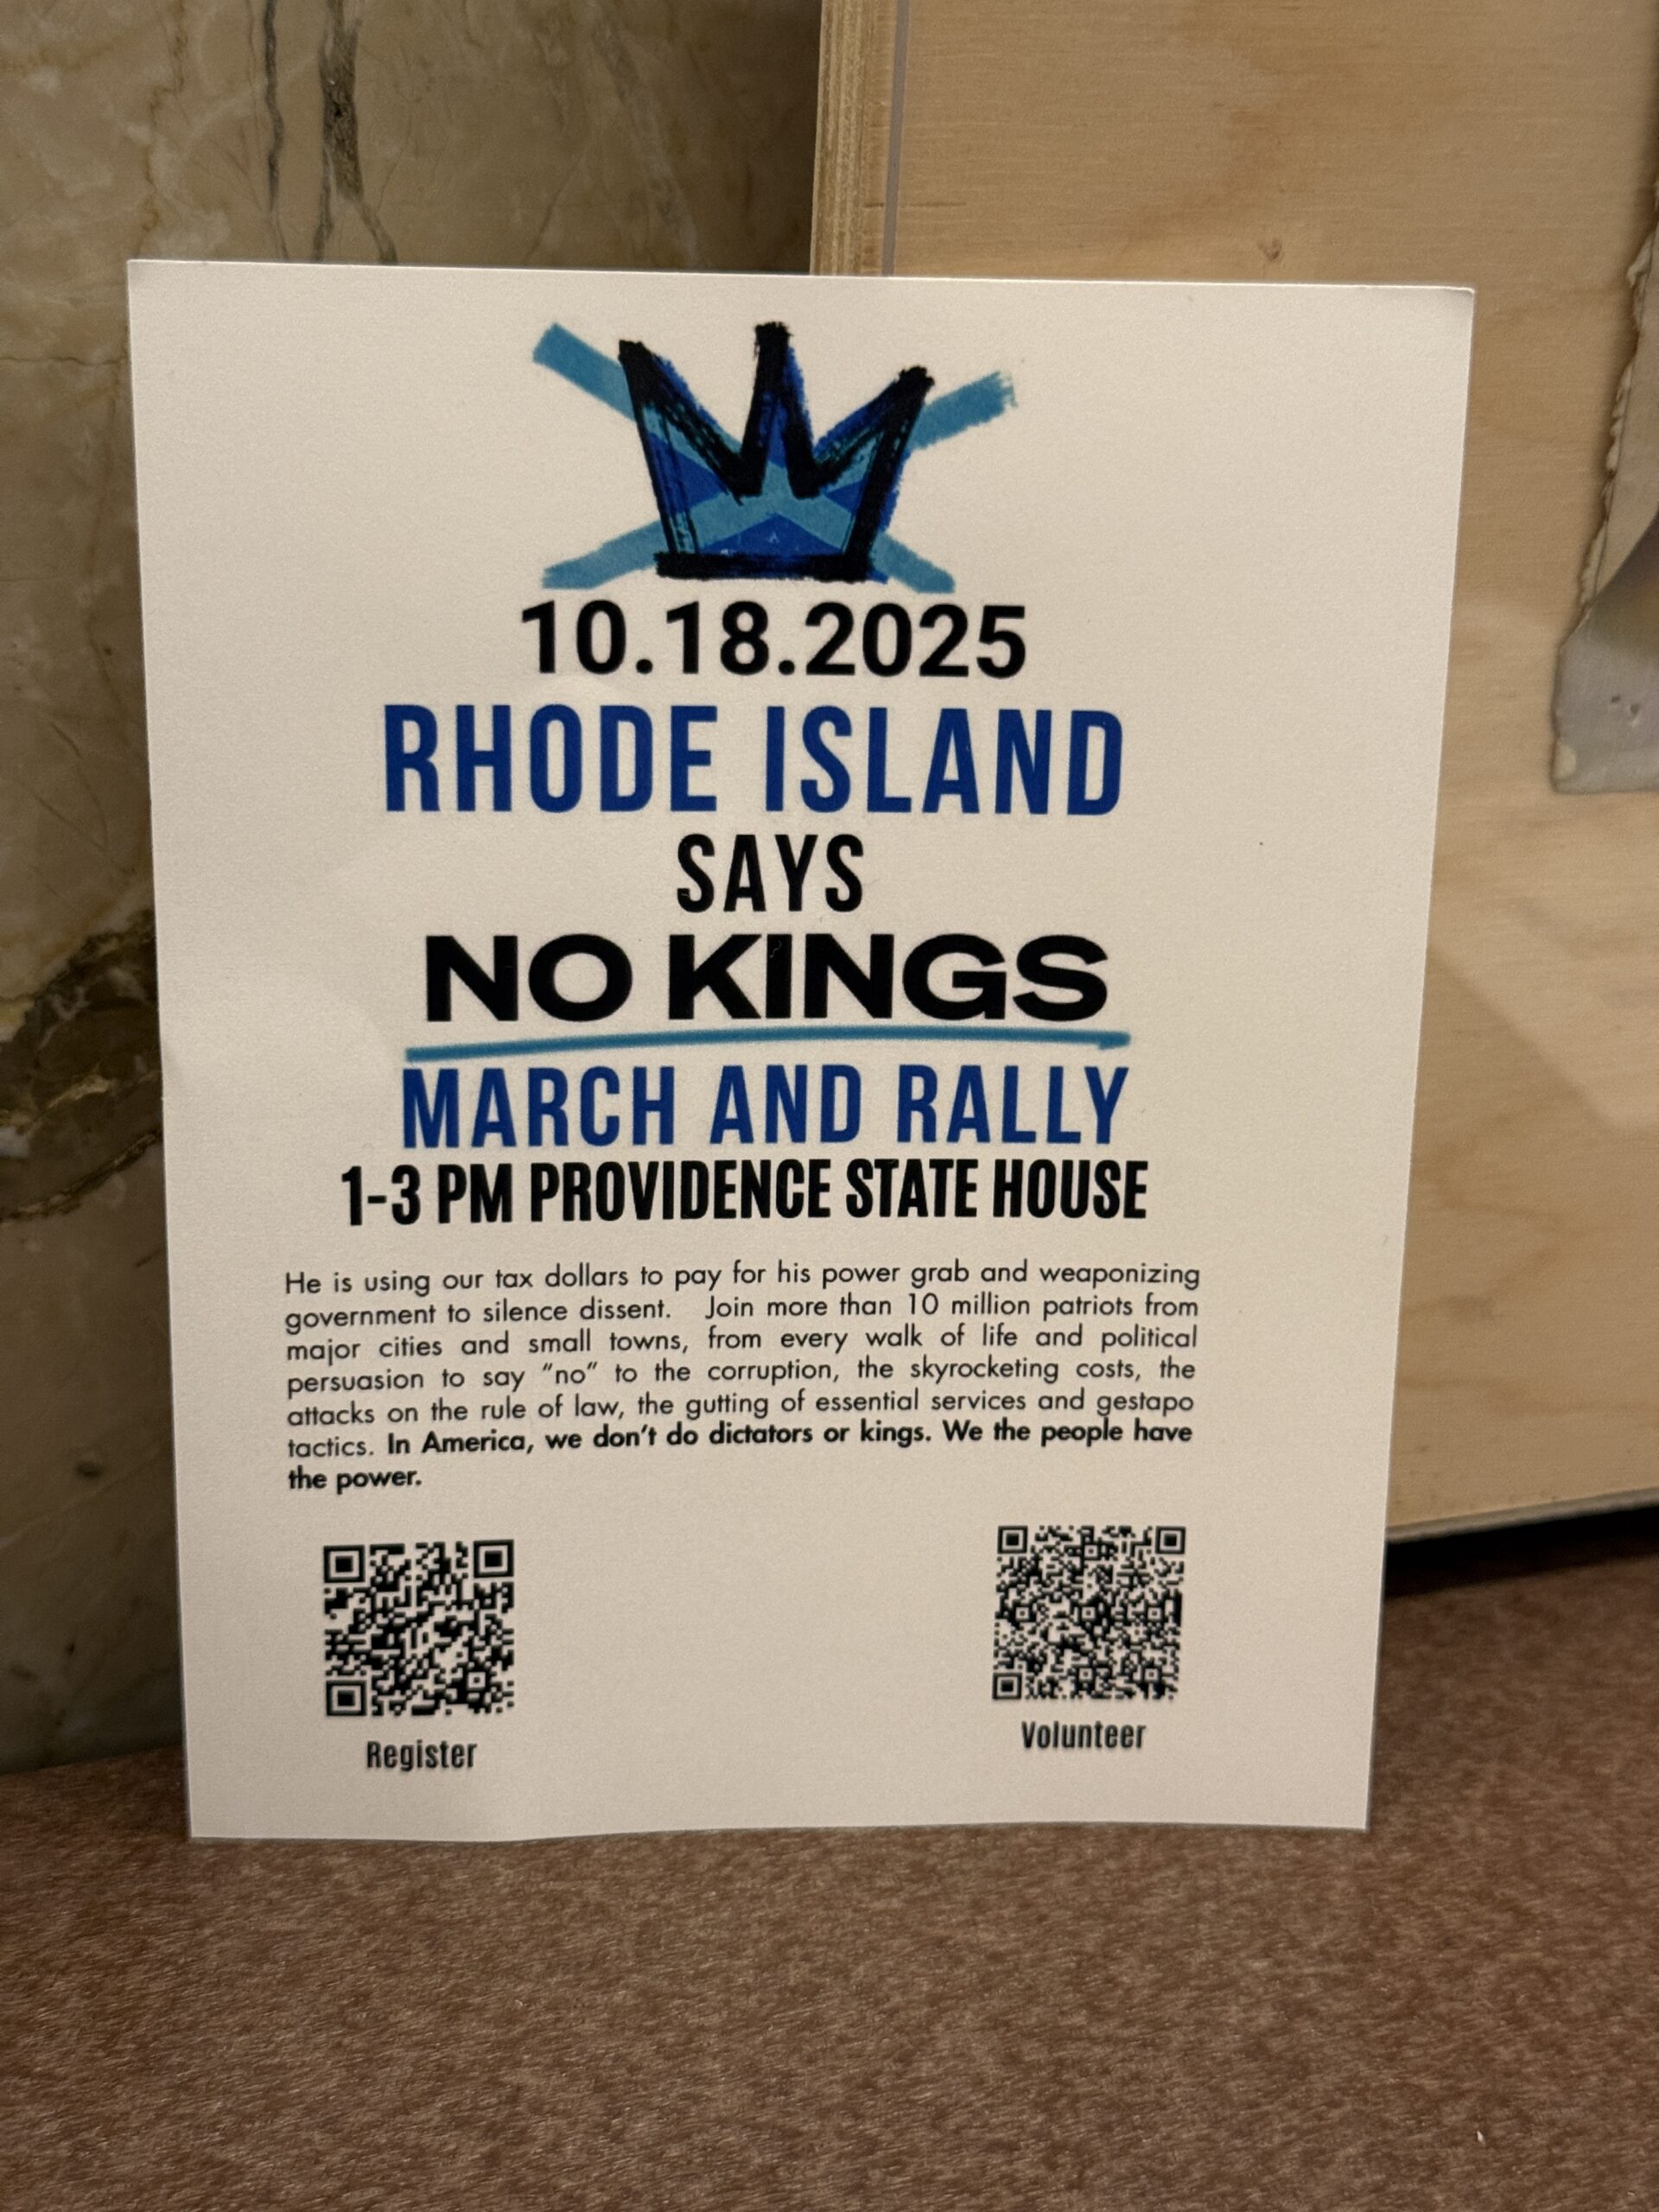 10.18.2025
RHODE ISLAND
SAYS
NO KINGS
MARCH AND RALLY
1-3 PM PROVIDENCE STATE HOUSE
He is using our tax dollars to pay for his power grab and weaponizing
government to silence dissent. Join more than 10 million patriots from
major cities and small towns, from every walk of life and political
persuasion to say “no” to the corruption, the skyrocketing costs, the
attacks on the rule of law, the gutting of essential services and gestapo
tactics. In America, we don’t do dictators or kings. We the people have
the power.
Register
Volunteer